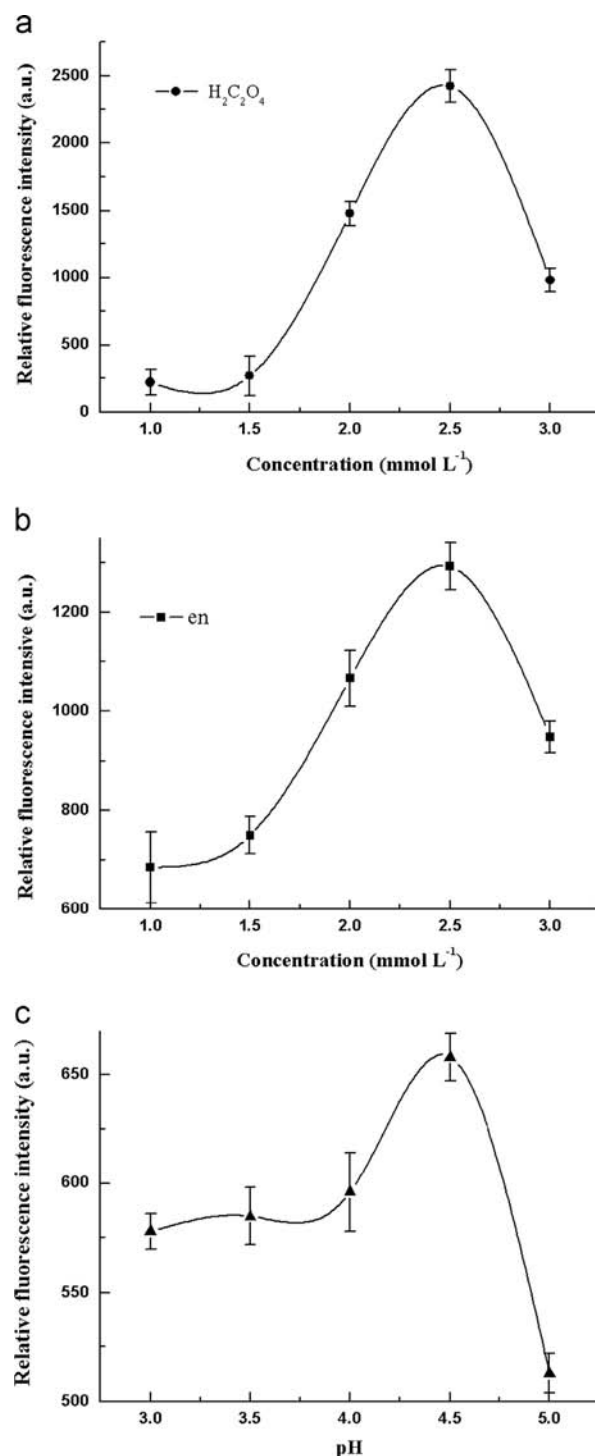 a
Relative fluorescence intensity (a.u.)
2500
2000
1500
1000
500
0
H₂C₂O₄
1.0 1.5 2.0 2.5 3.0
Concentration (mmol L⁻¹)
b
Relative fluorescence intensive (a.u.)
1200
1000
800
600
en
1.0 1.5 2.0 2.5 3.0
Concentration (mmol L⁻¹)
c
Relative fluorescence intensity (a.u.)
650
600
550
500
3.0 3.5 4.0 4.5 5.0
pH